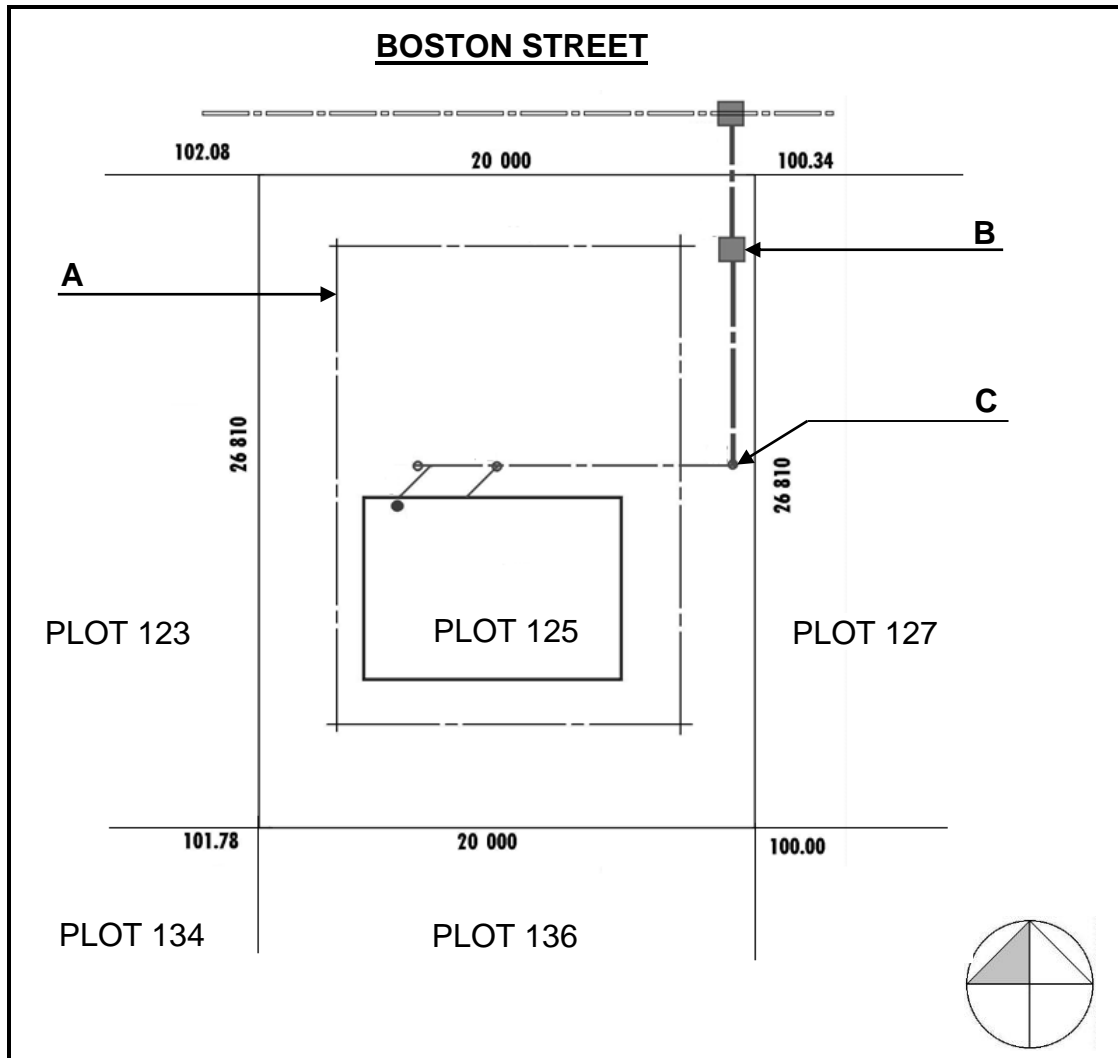 BOSTON STREET
102.08
20 000
100.34
B
A
C
26 810
26 810
PLOT 123
PLOT 125
PLOT 127
101.78
20 000
100.00
PLOT 134
PLOT 136